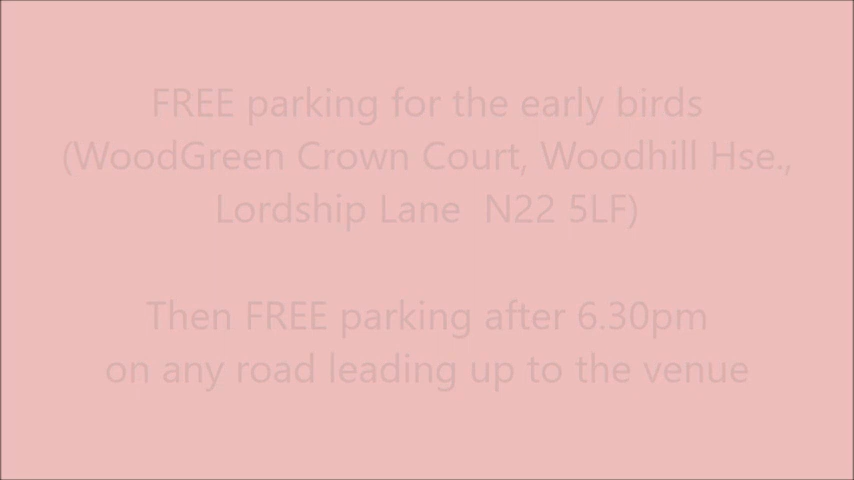 FREE parking for the early birds
(WoodGreen Crown Court, Woodhill Hse.,
Lordship Lane  N22 5LF)
Then FREE parking after 6.30pm
on any road leading up to the venue